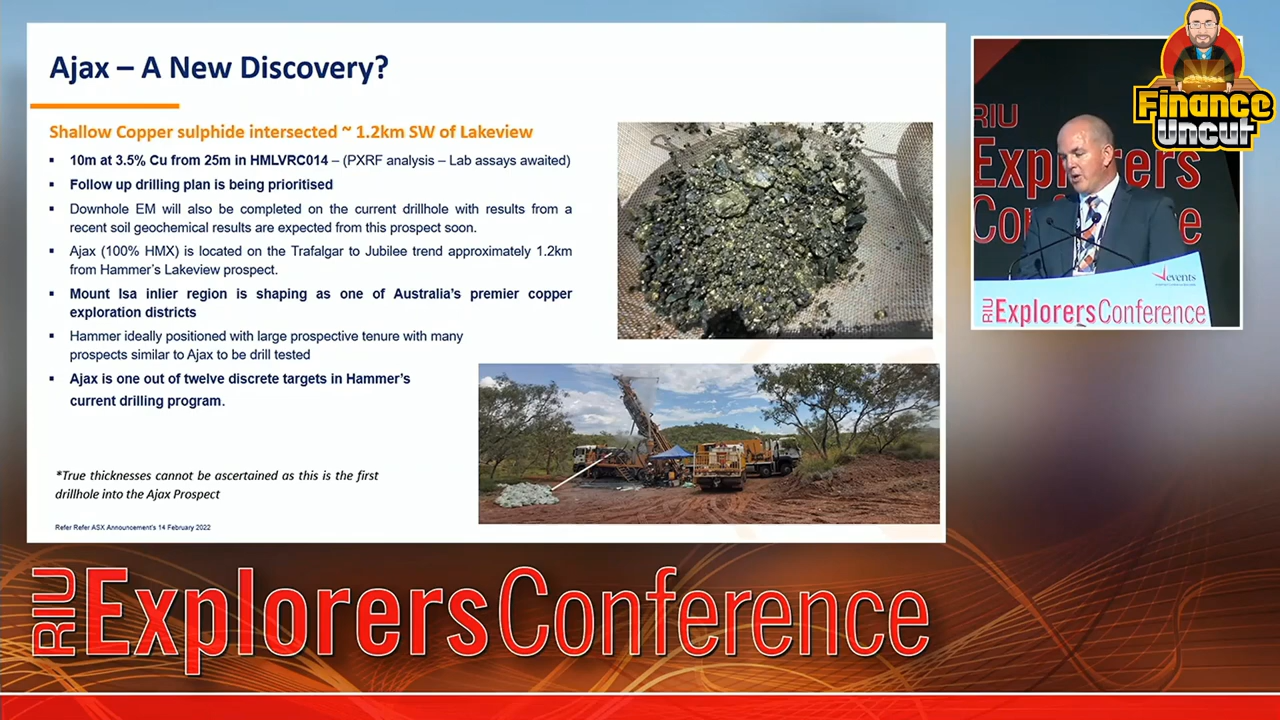 Ajax – A New Discovery?
Shallow Copper sulphide intersected ~ 1.2km SW of Lakeview
▪ 10m at 3.5% Cu from 25m in HMLVRC014 – (PXRF analysis – Lab assays awaited)
▪ Follow up drilling plan is being prioritised
▪ Downhole EM will also be completed on the current drillhole with results from a
recent soil geochemical results are expected from this prospect soon.
▪ Ajax (100% HMX) is located on the Trafalgar to Jubilee trend approximately 1.2km
from Hammer's Lakeview prospect.
▪ Mount Isa inlier region is shaping as one of Australia's premier copper
exploration districts
▪ Hammer ideally positioned with large prospective tenure with many
prospects similar to Ajax to be drill tested
▪ Ajax is one out of twelve discrete targets in Hammer's
current drilling program.
*True thicknesses cannot be ascertained as this is the first
drillhole into the Ajax Prospect
Refer Refer ASX Announcement's 14 February 2022
Finance
Uncut
RIU
Explorers
Co ce
events
RIU ExplorersConference
RIU ExplorersConference